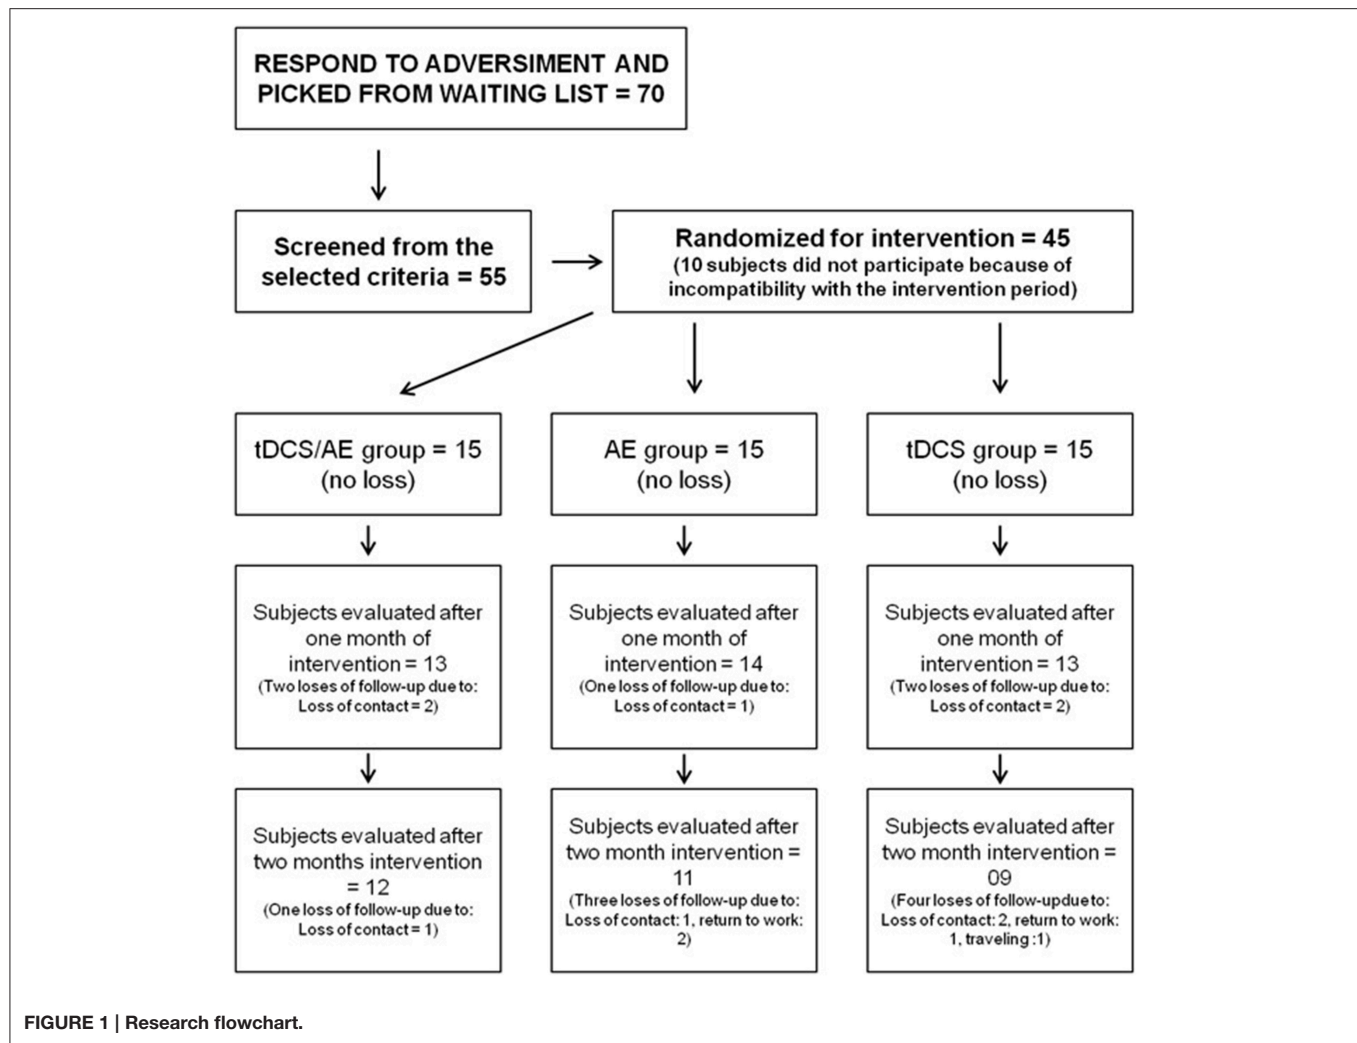 RESPOND TO ADVERSIMENT AND
PICKED FROM WAITING LIST = 70
Screened from the
selected criteria = 55
Randomized for intervention = 45
(10 subjects did not participate because of
incompatibility with the intervention period)
tDCS/AE group = 15
(no loss)
AE group = 15
(no loss)
tDCS group = 15
(no loss)
Subjects evaluated after
one month of
intervention = 13
(Two loses of follow-up due to:
Loss of contact = 2)
Subjects evaluated after
one month of
intervention = 14
(One loss of follow-up due to:
Loss of contact = 1)
Subjects evaluated after
one month of
intervention = 13
(Two loses of follow-up due to:
Loss of contact = 2)
Subjects evaluated after
two months intervention
= 12
(One loss of follow-up due to:
Loss of contact = 1)
Subjects evaluated after
two month intervention =
11
(Three loses of follow-up due to:
Loss of contact: 1, return to work:
2)
Subjects evaluated after
two month intervention =
09
(Four loses of follow-updue to:
Loss of contact: 2, return to work:
1, traveling :1)
FIGURE 1 | Research flowchart.